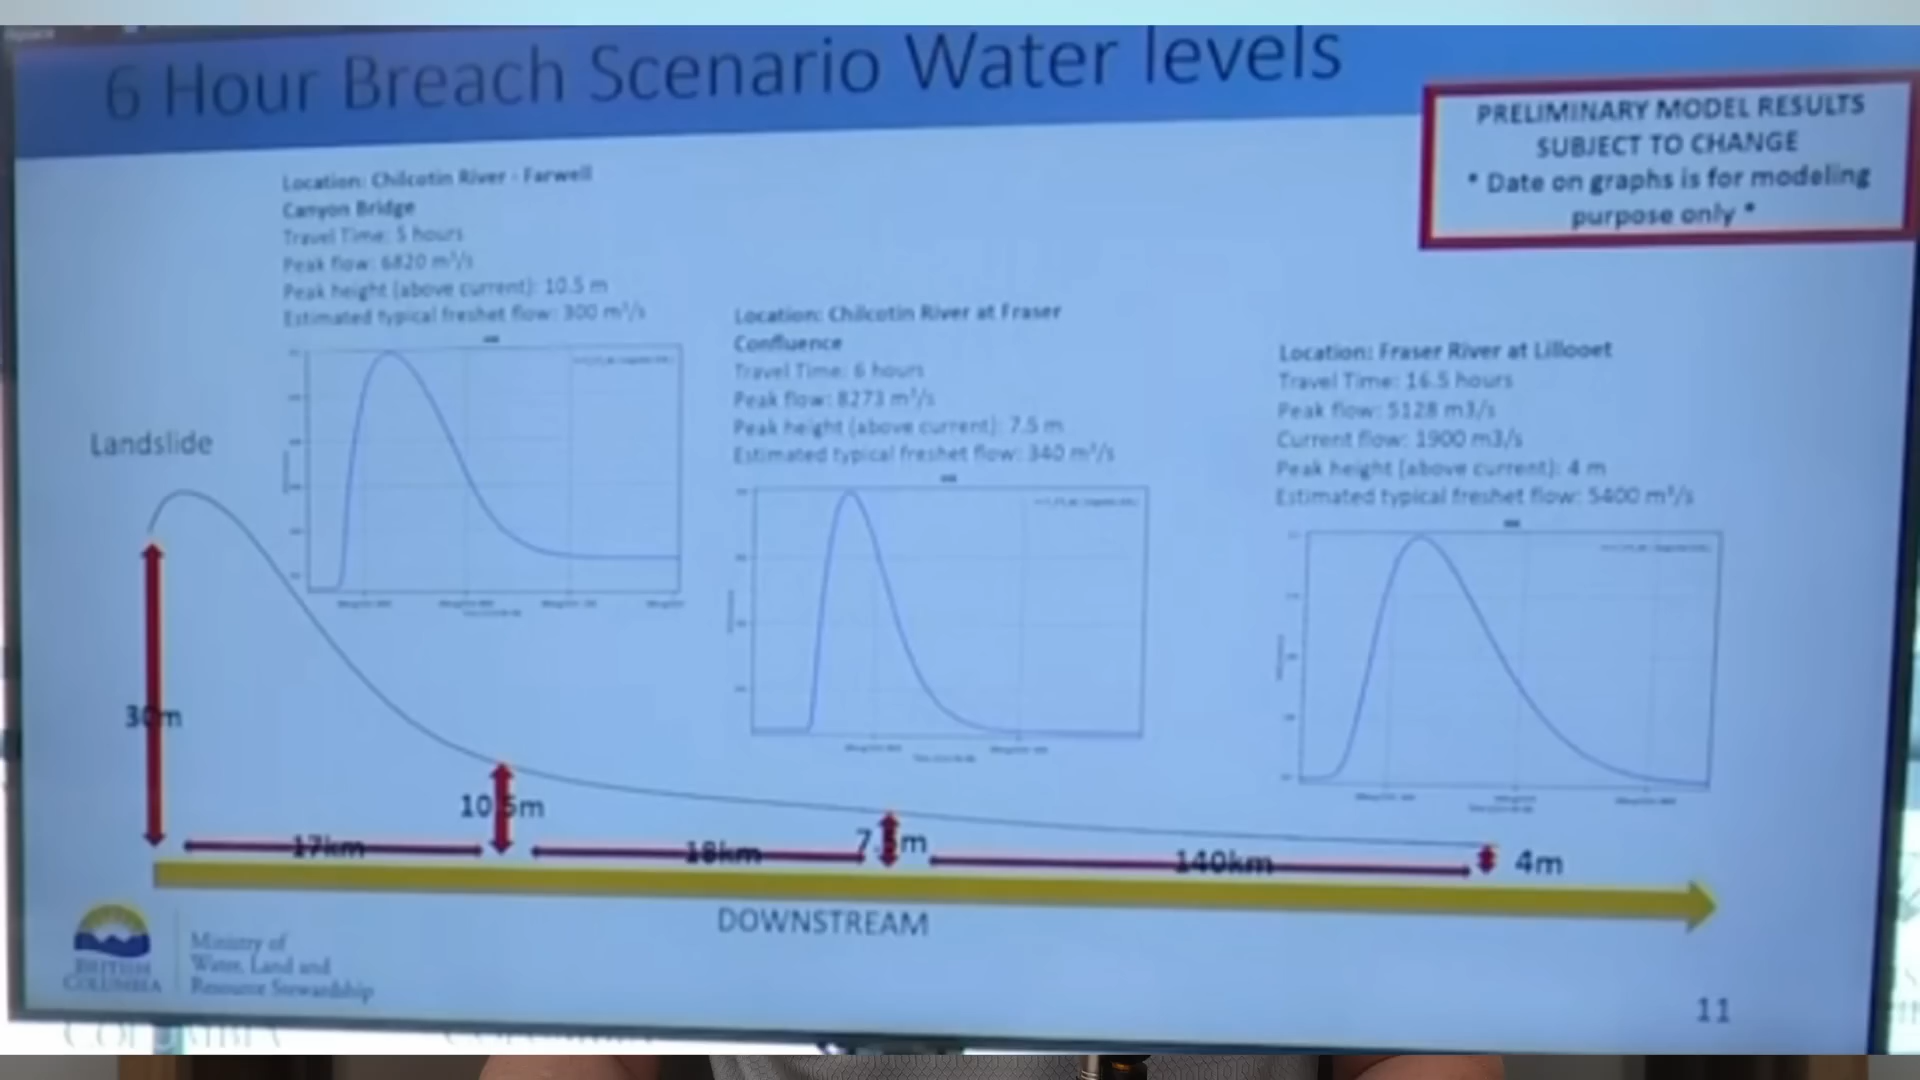 6 Hour Breach Scenario Water levels
PRELIMINARY MODEL RESULTS
SUBJECT TO CHANGE
* Date on graphs is for modeling
purpose only *
Location: Chilcotin River - Farwell
Canyon Bridge
Travel Time: 5 hours
Peak flow: 6820 m³/s
Peak height (above current): 10.5 m
Estimated typical freshet flow: 300 m³/s
Location: Chilcotin River at Fraser
Confluence
Travel Time: 6 hours
Peak flow: 8273 m³/s
Peak height (above current): 7.5 m
Estimated typical freshet flow: 340 m³/s
Location: Fraser River at Lillooet
Travel Time: 16.5 hours
Peak flow: 5128 m3/s
Current flow: 1900 m3/s
Peak height (above current): 4 m
Estimated typical freshet flow: 5400 m³/s
Landslide
30m
10.5m
7.5m
4m
17km
18km
140km
DOWNSTREAM
BRITISH
COLUMBIA
Ministry of
Water, Land and
Resource Stewardship
11